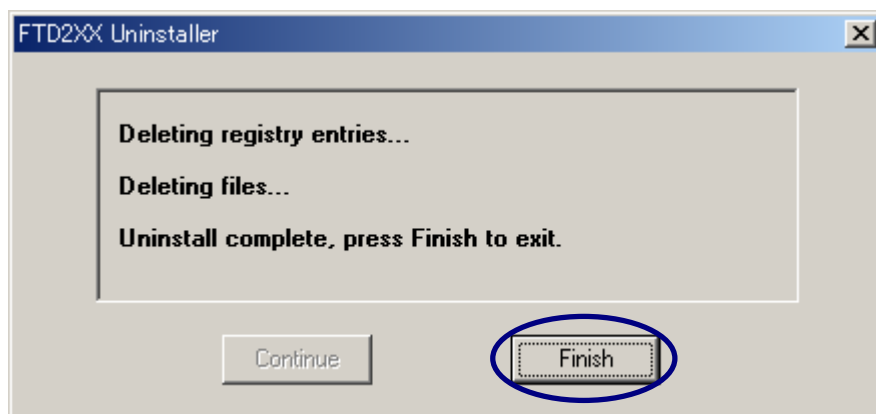 FTD2XX Uninstaller
Deleting registry entries...
Deleting files...
Uninstall complete, press Finish to exit.
Continue
Finish